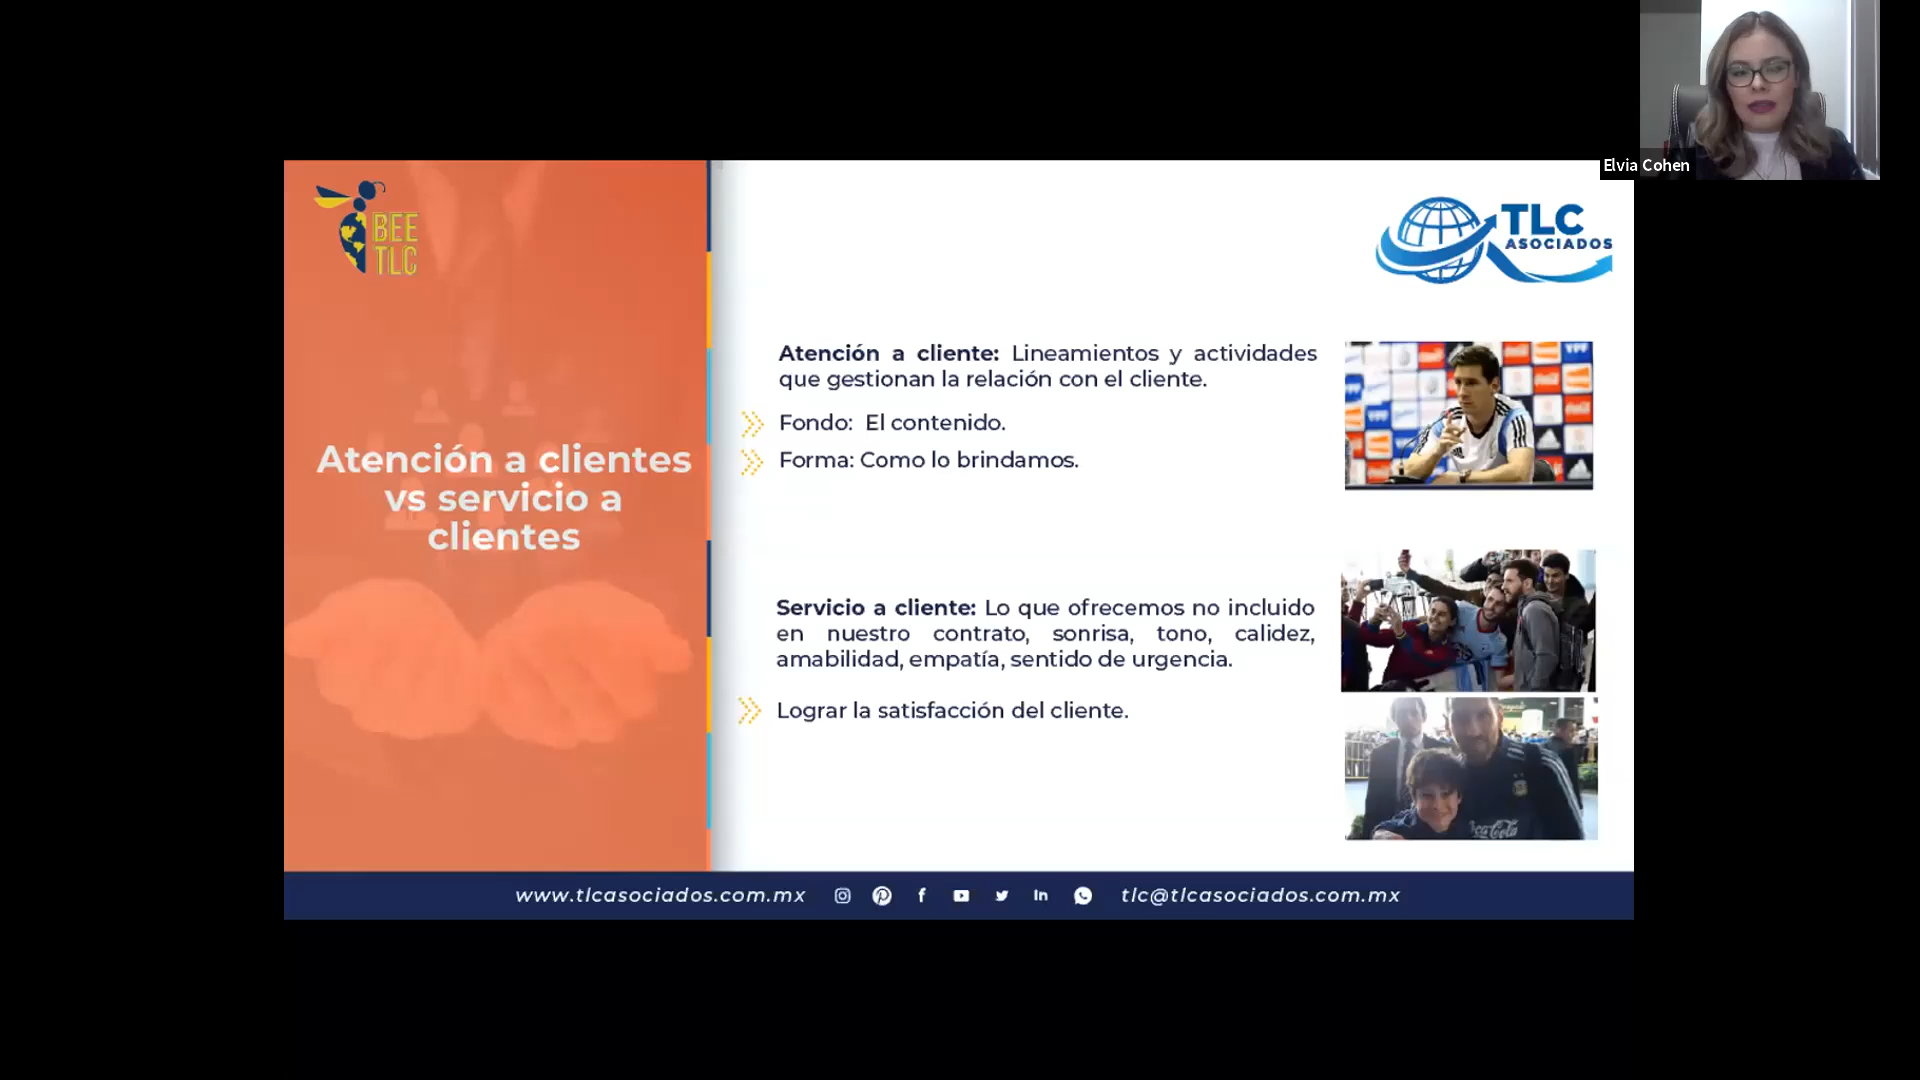 Elvia Cohen
BEE
TLC
TLC
ASOCIADOS
Atención a clientes
vs servicio a
clientes
Atención a cliente: Lineamientos y actividades
que gestionan la relación con el cliente.
Fondo: El contenido.
Forma: Como lo brindamos.
Servicio a cliente: Lo que ofrecemos no incluido
en nuestro contrato, sonrisa, tono, calidez,
amabilidad, empatía, sentido de urgencia.
Lograr la satisfacción del cliente.
Coca-Cola
www.tlcasociados.com.mx
tlc@tlcasociados.com.mx